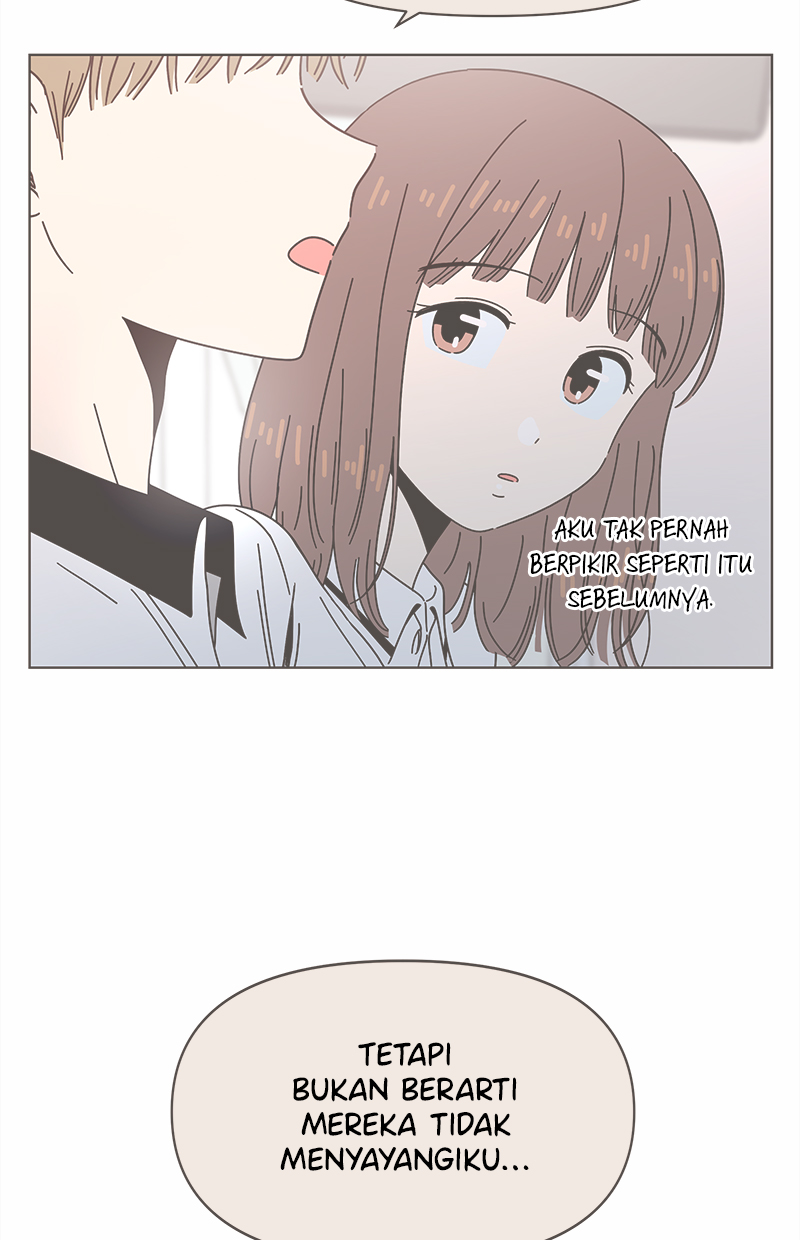 AKU TAK PERNAH
BERPIKIR SEPERTI ITU
SEBELUMNYA.
TETAPI
BUKAN BERARTI
MEREKA TIDAK
MENYAYANGIKU...